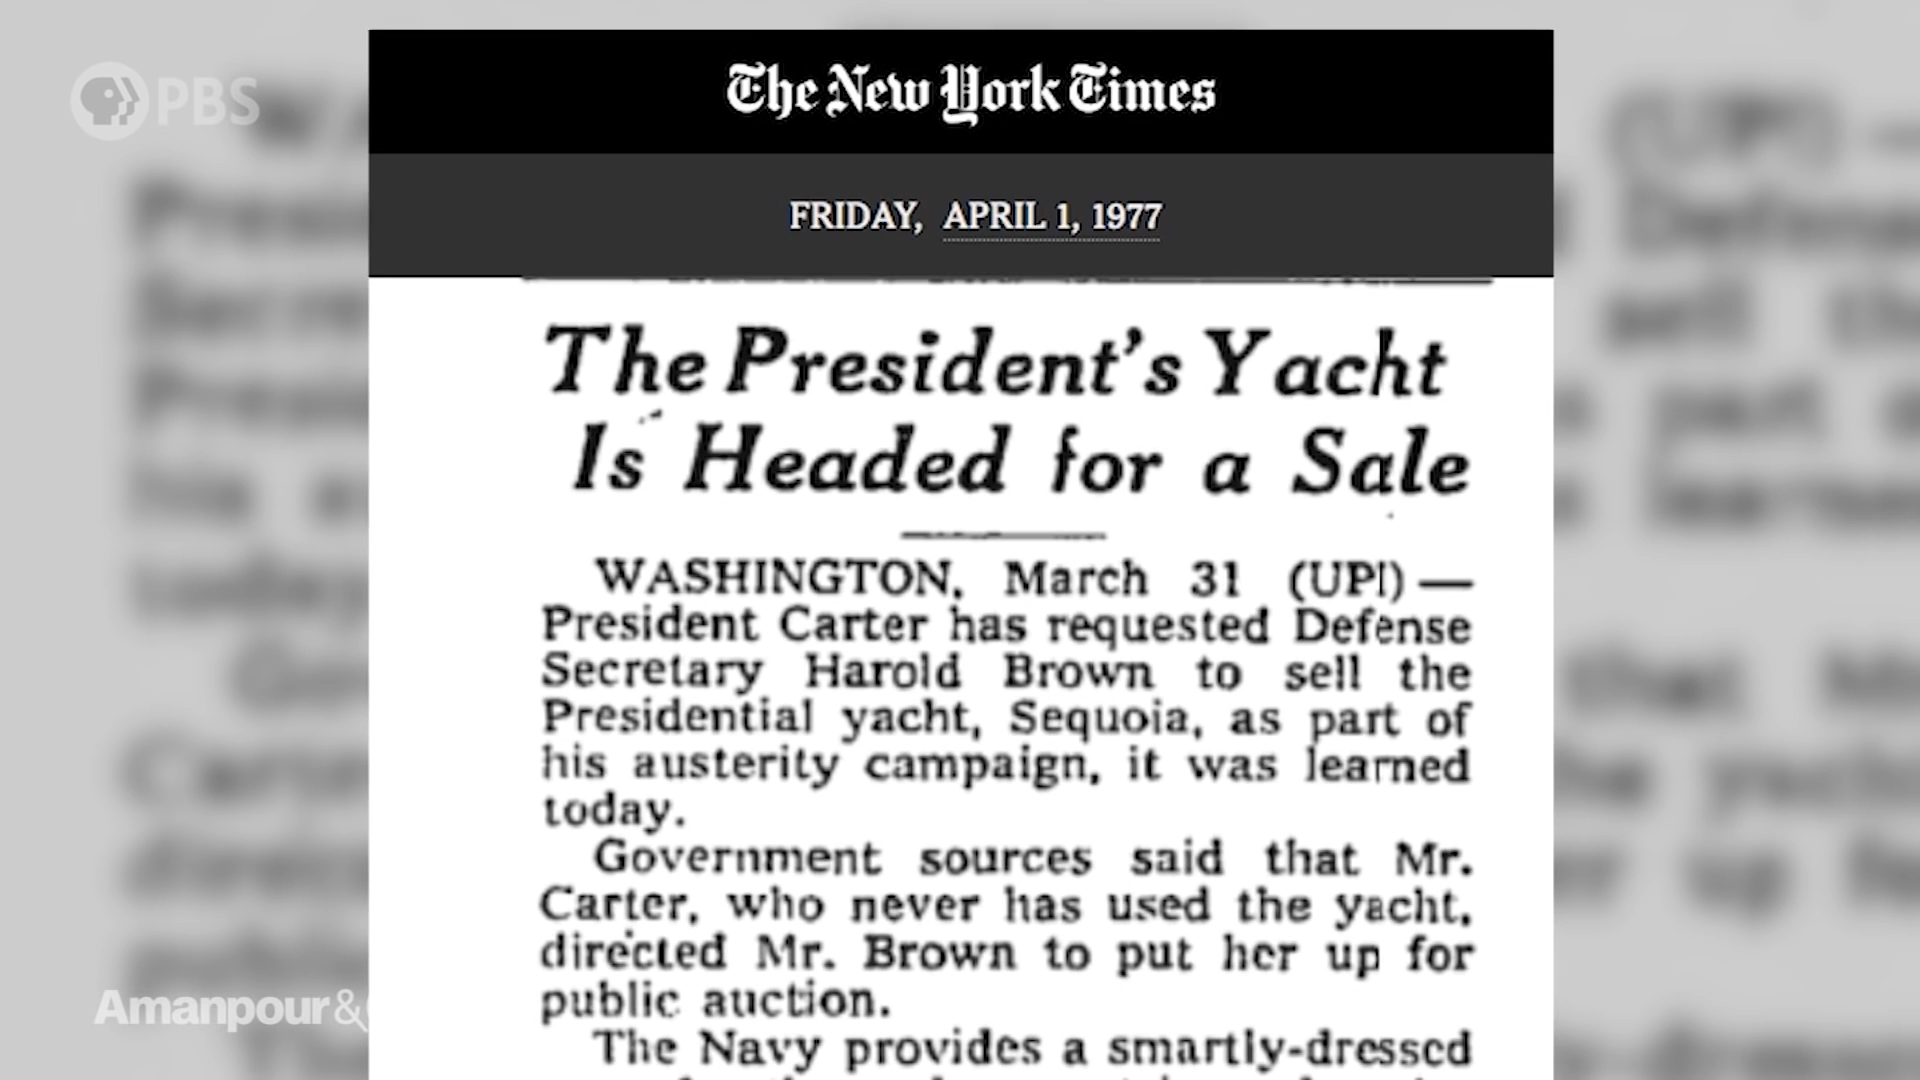 PBS
The New York Times
FRIDAY, APRIL 1, 1977
The President's Yacht
Is Headed for a Sale
WASHINGTON, March 31 (UPI) —
President Carter has requested Defense
Secretary Harold Brown to sell the
Presidential yacht, Sequoia, as part of
his austerity campaign, it was learned
today.
Government sources said that Mr.
Carter, who never has used the yacht,
directed Mr. Brown to put her up for
public auction.
The Navy provides a smartly-dressed
Amanpour&